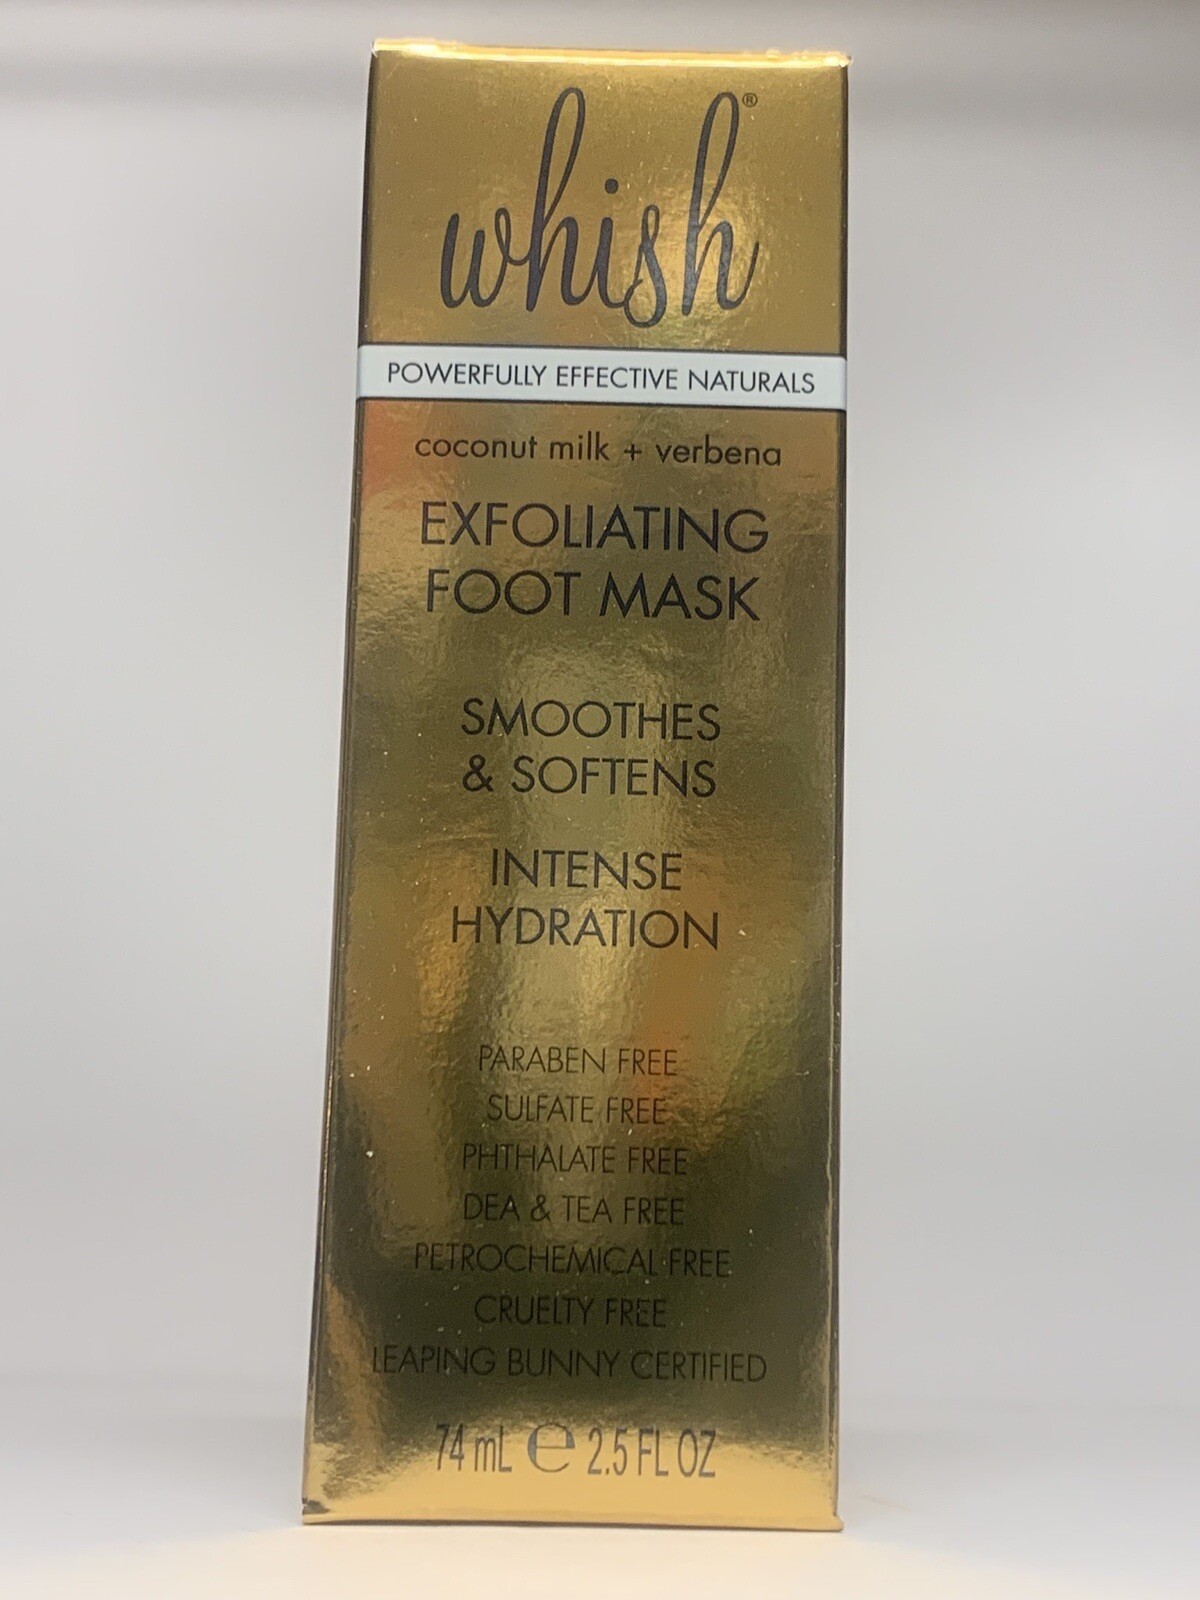 whish®
POWERFULLY EFFECTIVE NATURALS
coconut milk + verbena
EXFOLIATING
FOOT MASK
SMOOTHES
& SOFTENS
INTENSE
HYDRATION
PARABEN FREE
SULFATE FREE
PHTHALATE FREE
DEA & TEA FREE
PETROCHEMICAL FREE
CRUELTY FREE
LEAPING BUNNY CERTIFIED
74 mL ℮ 2.5 FL OZ